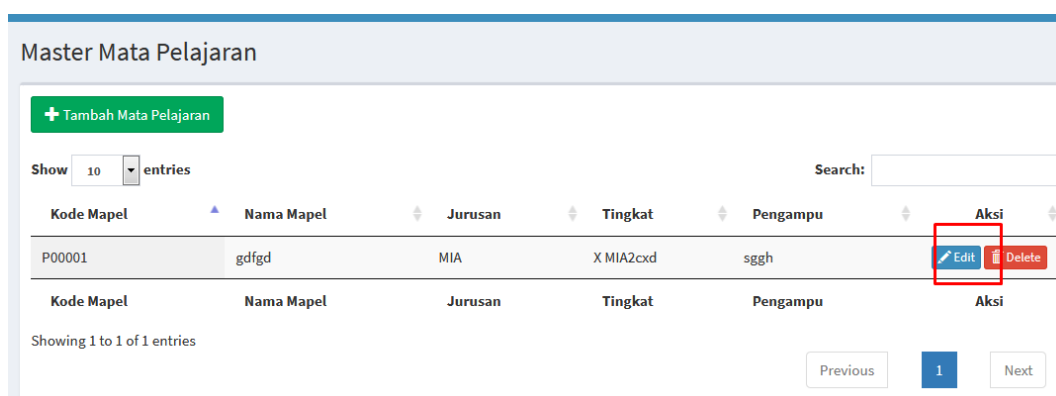 Master Mata Pelajaran
Tambah Mata Pelajaran
Show 10 entries Search:
Kode Mapel Nama Mapel Jurusan Tingkat Pengampu Aksi
P00001 gdfgd MIA X MIA2cxd sggh Edit Delete
Kode Mapel Nama Mapel Jurusan Tingkat Pengampu Aksi
Showing 1 to 1 of 1 entries
Previous 1 Next